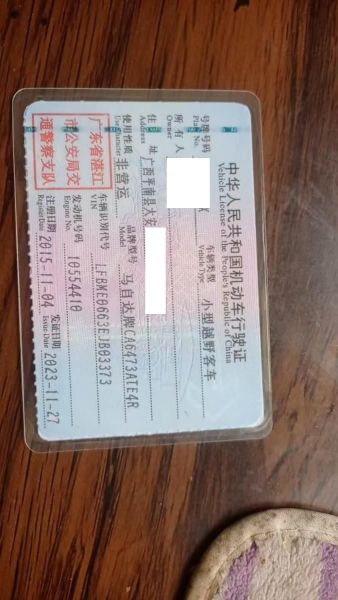 中华人民共和国机动车行驶证
Vehicle License of the People's Republic of China
号牌号码 车辆类型 小型越野客车
Plate No. Vehicle Type
所有人
Owner
住址 广西平南县大安
Address
使用性质 非营运 品牌型号 马自达牌CA6473ATE4R
Use Character Model
广东省湛江
市公安局交
通警察支队
车辆识别代号 LFBME0663EJB03373
VIN
发动机号码 10554410
Engine No.
注册日期 2015-11-04 发证日期 2023-11-27
Register Date Issue Date